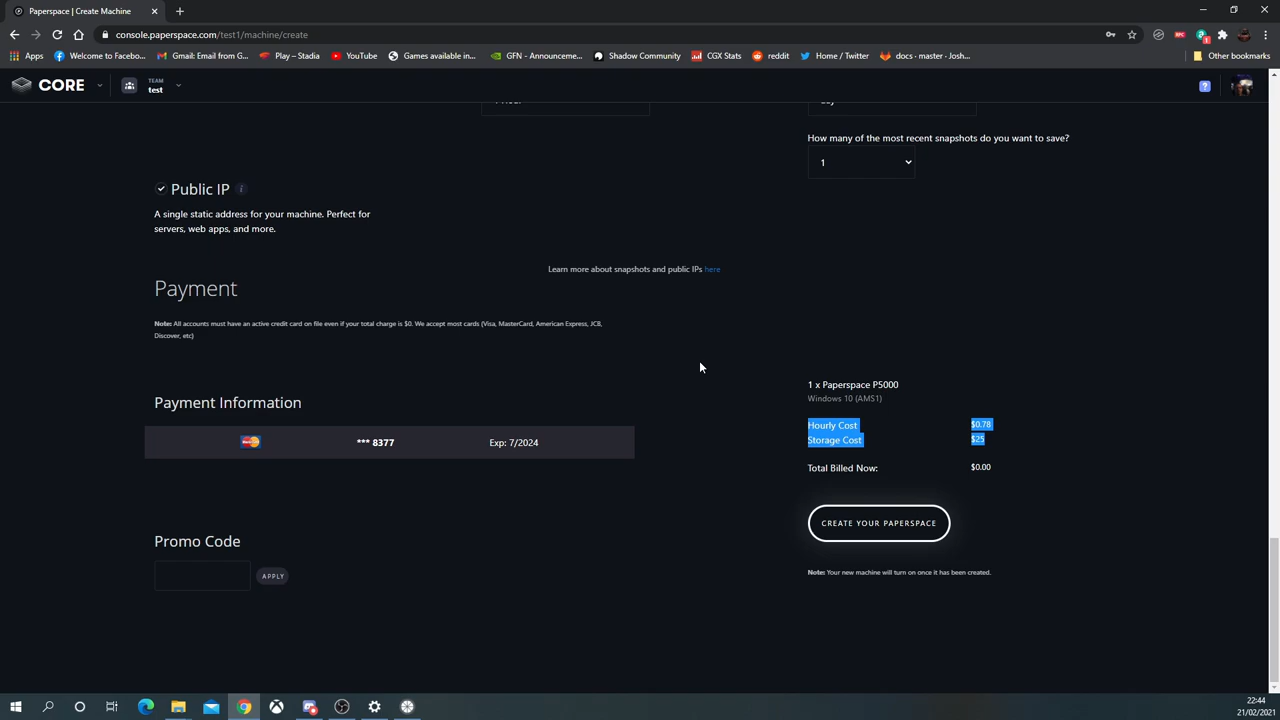 Paperspace | Create Machine
console.paperspace.com/test1/machine/create
Apps
Welcome to Facebo...
Gmail: Email from G...
Play – Stadia
YouTube
Games available in...
GFN - Announceme...
Shadow Community
CGX Stats
reddit
Home / Twitter
docs - master · Josh...
Other bookmarks
CORE
TEAM
test
How many of the most recent snapshots do you want to save?
1
Public IP
A single static address for your machine. Perfect for
servers, web apps, and more.
Learn more about snapshots and public IPs here
Payment
Note: All accounts must have an active credit card on file even if your total charge is $0. We accept most cards (Visa, MasterCard, American Express, JCB,
Discover, etc)
1 x Paperspace P5000
Windows 10 (AMS1)
Payment Information
Hourly Cost $0.78
Storage Cost $25
*** 8377 Exp: 7/2024
Total Billed Now: $0.00
CREATE YOUR PAPERSPACE
Promo Code
APPLY
Note: Your new machine will turn on once it has been created.
22:44
21/02/2021